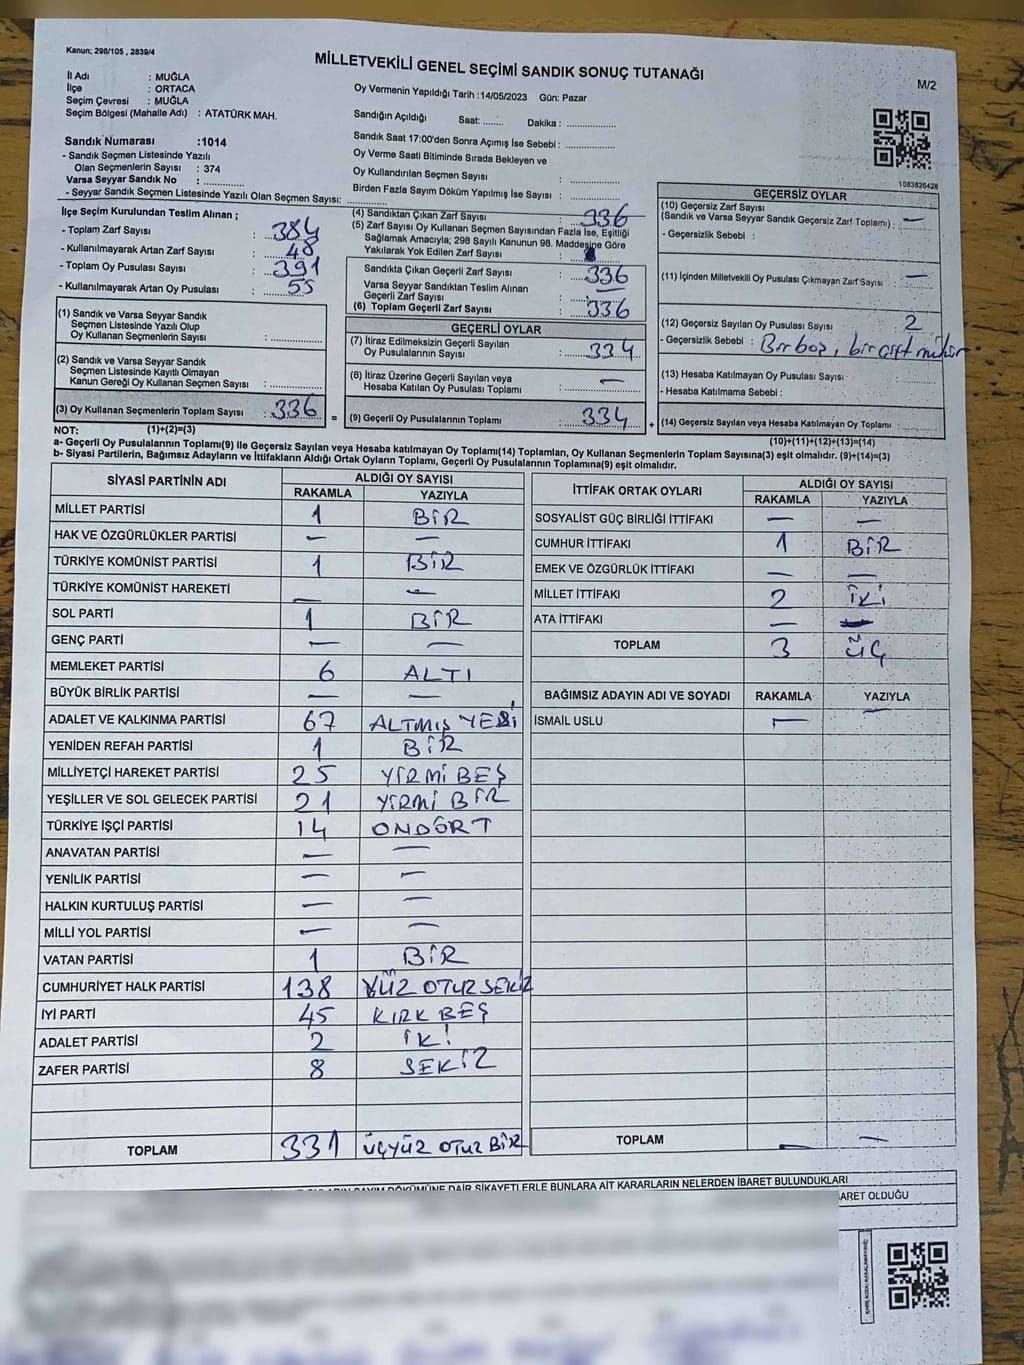 Kanun; 298/105 , 2839/4
MİLLETVEKİLİ GENEL SEÇİMİ SANDIK SONUÇ TUTANAĞI
M/2
İl Adı : MUĞLA
İlçe : ORTACA
Seçim Çevresi : MUĞLA
Seçim Bölgesi (Mahalle Adı) : ATATÜRK MAH.
Oy Vermenin Yapıldığı Tarih :14/05/2023 Gün: Pazar
Sandığın Açıldığı Saat: ........ Dakika : ..................
Sandık Saat 17:00'den Sonra Açımış İse Sebebi : ..................
Oy Verme Saati Bitiminde Sırada Bekleyen ve
Oy Kullandırılan Seçmen Sayısı : ..................
Birden Fazla Sayım Döküm Yapılmış İse Sayısı : ..................
Sandık Numarası :1014
- Sandık Seçmen Listesinde Yazılı
Olan Seçmenlerin Sayısı : 374
Varsa Seyyar Sandık No : ..............
- Seyyar Sandık Seçmen Listesinde Yazılı Olan Seçmen Sayısı: ..............
1083826428
İlçe Seçim Kurulundan Teslim Alınan ;
- Toplam Zarf Sayısı : 384
- Kullanılmayarak Artan Zarf Sayısı : 48
- Toplam Oy Pusulası Sayısı : 391
- Kullanılmayarak Artan Oy Pusulası : 55
(1) Sandık ve Varsa Seyyar Sandık
Seçmen Listesinde Yazılı Olup
Oy Kullanan Seçmenlerin Sayısı : ..................
(2) Sandık ve Varsa Seyyar Sandık
Seçmen Listesinde Kayıtlı Olmayan
Kanun Gereği Oy Kullanan Seçmen Sayısı : ..................
(3) Oy Kullanan Seçmenlerin Toplam Sayısı : 336 =
(1)+(2)=(3)
(4) Sandıktan Çıkan Zarf Sayısı : 336
(5) Zarf Sayısı Oy Kullanan Seçmen Sayısından Fazla İse, Eşitliği
Sağlamak Amacıyla; 298 Sayılı Kanunun 98. Maddesine Göre
Yakılarak Yok Edilen Zarf Sayısı :
Sandıkta Çıkan Geçerli Zarf Sayısı : 336
Varsa Seyyar Sandıktan Teslim Alınan
Geçerli Zarf Sayısı : —
(6) Toplam Geçerli Zarf Sayısı : 336
GEÇERLİ OYLAR
(7) İtiraz Edilmeksizin Geçerli Sayılan
Oy Pusulalarının Sayısı : 334
(8) İtiraz Üzerine Geçerli Sayılan veya
Hesaba Katılan Oy Pusulası Toplamı : —
(9) Geçerli Oy Pusulalarının Toplamı : 334 +
GEÇERSİZ OYLAR
(10) Geçersiz Zarf Sayısı
(Sandık ve Varsa Seyyar Sandık Geçersiz Zarf Toplamı) : —
- Geçersizlik Sebebi :
(11) İçinden Milletvekili Oy Pusulası Çıkmayan Zarf Sayısı : —
(12) Geçersiz Sayılan Oy Pusulası Sayısı : 2
- Geçersizlik Sebebi : Bir boş, bir çift mühür
(13) Hesaba Katılmayan Oy Pusulası Sayısı :
- Hesaba Katılmama Sebebi :
(14) Geçersiz Sayılan veya Hesaba Katılmayan Oy Toplamı :
(10)+(11)+(12)+(13)=(14)
NOT:
a- Geçerli Oy Pusulalarının Toplamı(9) ile Geçersiz Sayılan veya Hesaba katılmayan Oy Toplamı(14) Toplamları, Oy Kullanan Seçmenlerin Toplam Sayısına(3) eşit olmalıdır. (9)+(14)=(3)
b- Siyasi Partilerin, Bağımsız Adayların ve İttifakların Aldığı Ortak Oyların Toplamı, Geçerli Oy Pusulalarının Toplamına(9) eşit olmalıdır.
SİYASİ PARTİNİN ADI ALDIĞI OY SAYISI
RAKAMLA YAZIYLA
MİLLET PARTİSİ 1 BİR
HAK VE ÖZGÜRLÜKLER PARTİSİ — —
TÜRKİYE KOMÜNİST PARTİSİ 1 BİR
TÜRKİYE KOMÜNİST HAREKETİ — —
SOL PARTİ 1 BİR
GENÇ PARTİ — —
MEMLEKET PARTİSİ 6 ALTI
BÜYÜK BİRLİK PARTİSİ — —
ADALET VE KALKINMA PARTİSİ 67 ALTMIŞ YEDİ
YENİDEN REFAH PARTİSİ 1 BİR
MİLLİYETÇİ HAREKET PARTİSİ 25 YİRMİ BEŞ
YEŞİLLER VE SOL GELECEK PARTİSİ 21 YİRMİ BİR
TÜRKİYE İŞÇİ PARTİSİ 14 ONDÖRT
ANAVATAN PARTİSİ — —
YENİLİK PARTİSİ — —
HALKIN KURTULUŞ PARTİSİ — —
MİLLİ YOL PARTİSİ — —
VATAN PARTİSİ 1 BİR
CUMHURİYET HALK PARTİSİ 138 YÜZ OTUZ SEKİZ
İYİ PARTİ 45 KIRK BEŞ
ADALET PARTİSİ 2 İKİ
ZAFER PARTİSİ 8 SEKİZ
TOPLAM 331 ÜÇYÜZ OTUZ BİR
İTTİFAK ORTAK OYLARI ALDIĞI OY SAYISI
RAKAMLA YAZIYLA
SOSYALİST GÜÇ BİRLİĞİ İTTİFAKI — —
CUMHUR İTTİFAKI 1 BİR
EMEK VE ÖZGÜRLÜK İTTİFAKI — —
MİLLET İTTİFAKI 2 İKİ
ATA İTTİFAKI — —
TOPLAM 3 ÜÇ
BAĞIMSIZ ADAYIN ADI VE SOYADI RAKAMLA YAZIYLA
İSMAİL USLU — —
TOPLAM — —
SAYIM DÖKÜMÜNE DAİR ŞİKAYETLERLE BUNLARA AİT KARARLARIN NELERDEN İBARET BULUNDUKLARI
BARET OLDUĞU